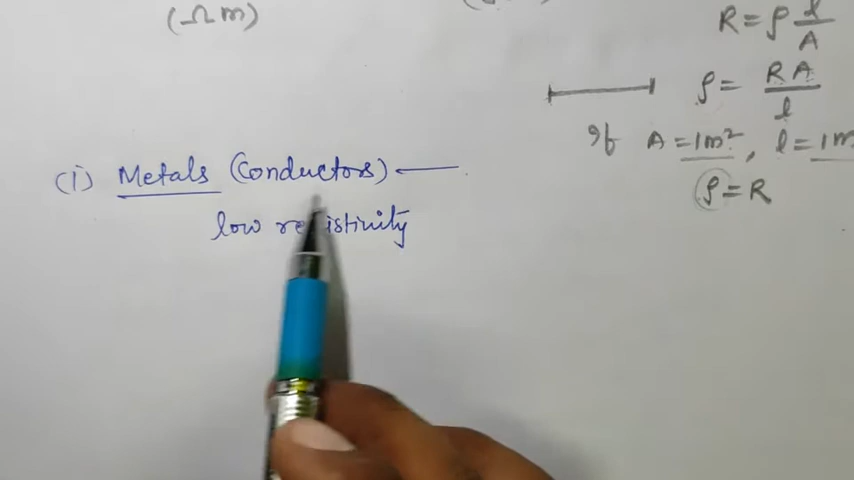 (Ωm)
R = ρ l/A
ρ = RA/l
If A = 1m², l = 1m
ρ = R
(i) Metals (conductors) —
low resistivity